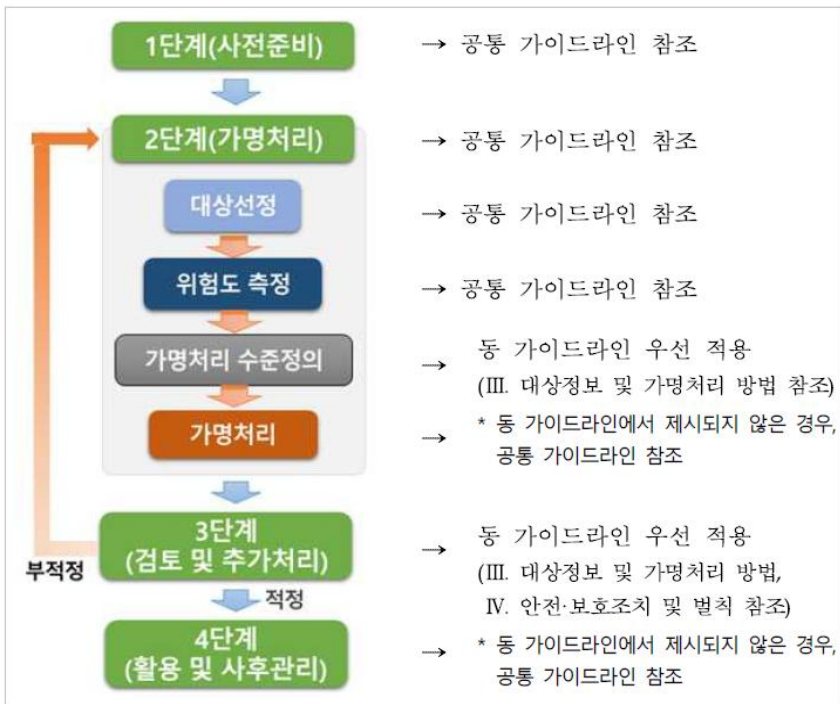 1단계(사전준비)
→ 공통 가이드라인 참조
2단계(가명처리)
→ 공통 가이드라인 참조
대상선정
→ 공통 가이드라인 참조
위험도 측정
→ 공통 가이드라인 참조
가명처리 수준정의
→ 동 가이드라인 우선 적용
(Ⅲ. 대상정보 및 가명처리 방법 참조)
가명처리
→ * 동 가이드라인에서 제시되지 않은 경우,
공통 가이드라인 참조
3단계
(검토 및 추가처리)
→ 동 가이드라인 우선 적용
(Ⅲ. 대상정보 및 가명처리 방법,
Ⅳ. 안전·보호조치 및 벌칙 참조)
부적정
적정
4단계
(활용 및 사후관리)
→ * 동 가이드라인에서 제시되지 않은 경우,
공통 가이드라인 참조